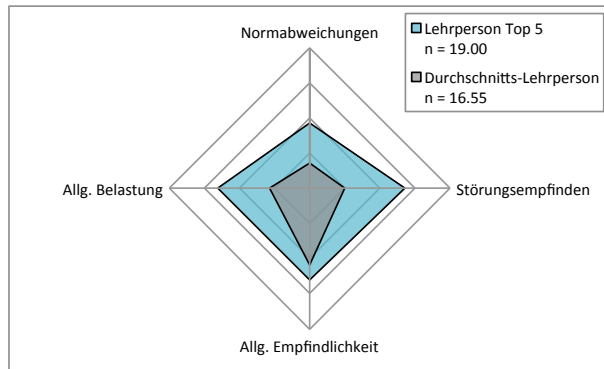 Normabweichungen
Lehrperson Top 5
n = 19.00
Durchschnitts-Lehrperson
n = 16.55
Allg. Belastung
Störungsempfinden
Allg. Empfindlichkeit